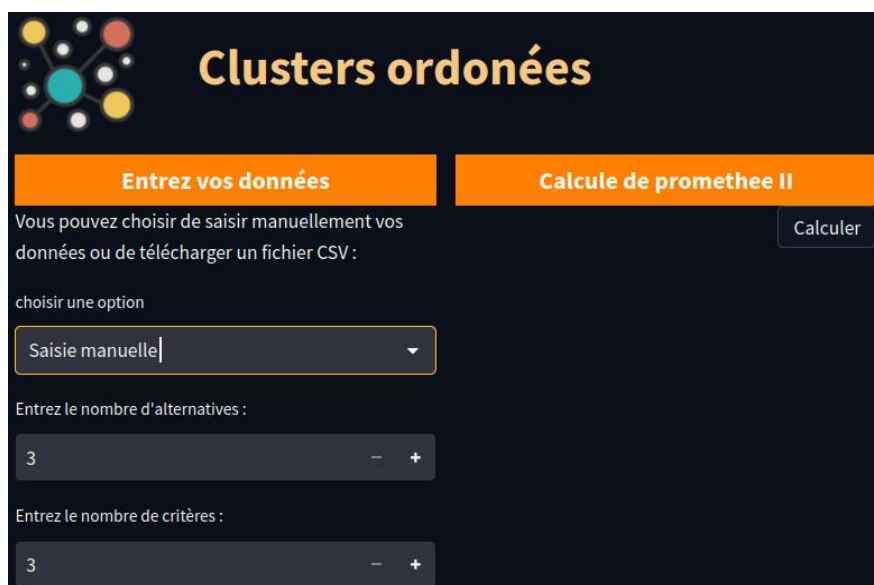 Clusters ordonées
Entrez vos données
Vous pouvez choisir de saisir manuellement vos
données ou de télécharger un fichier CSV :
choisir une option
Saisie manuelle
Entrez le nombre d'alternatives :
3
Entrez le nombre de critères :
3
Calcule de promethee II
Calculer